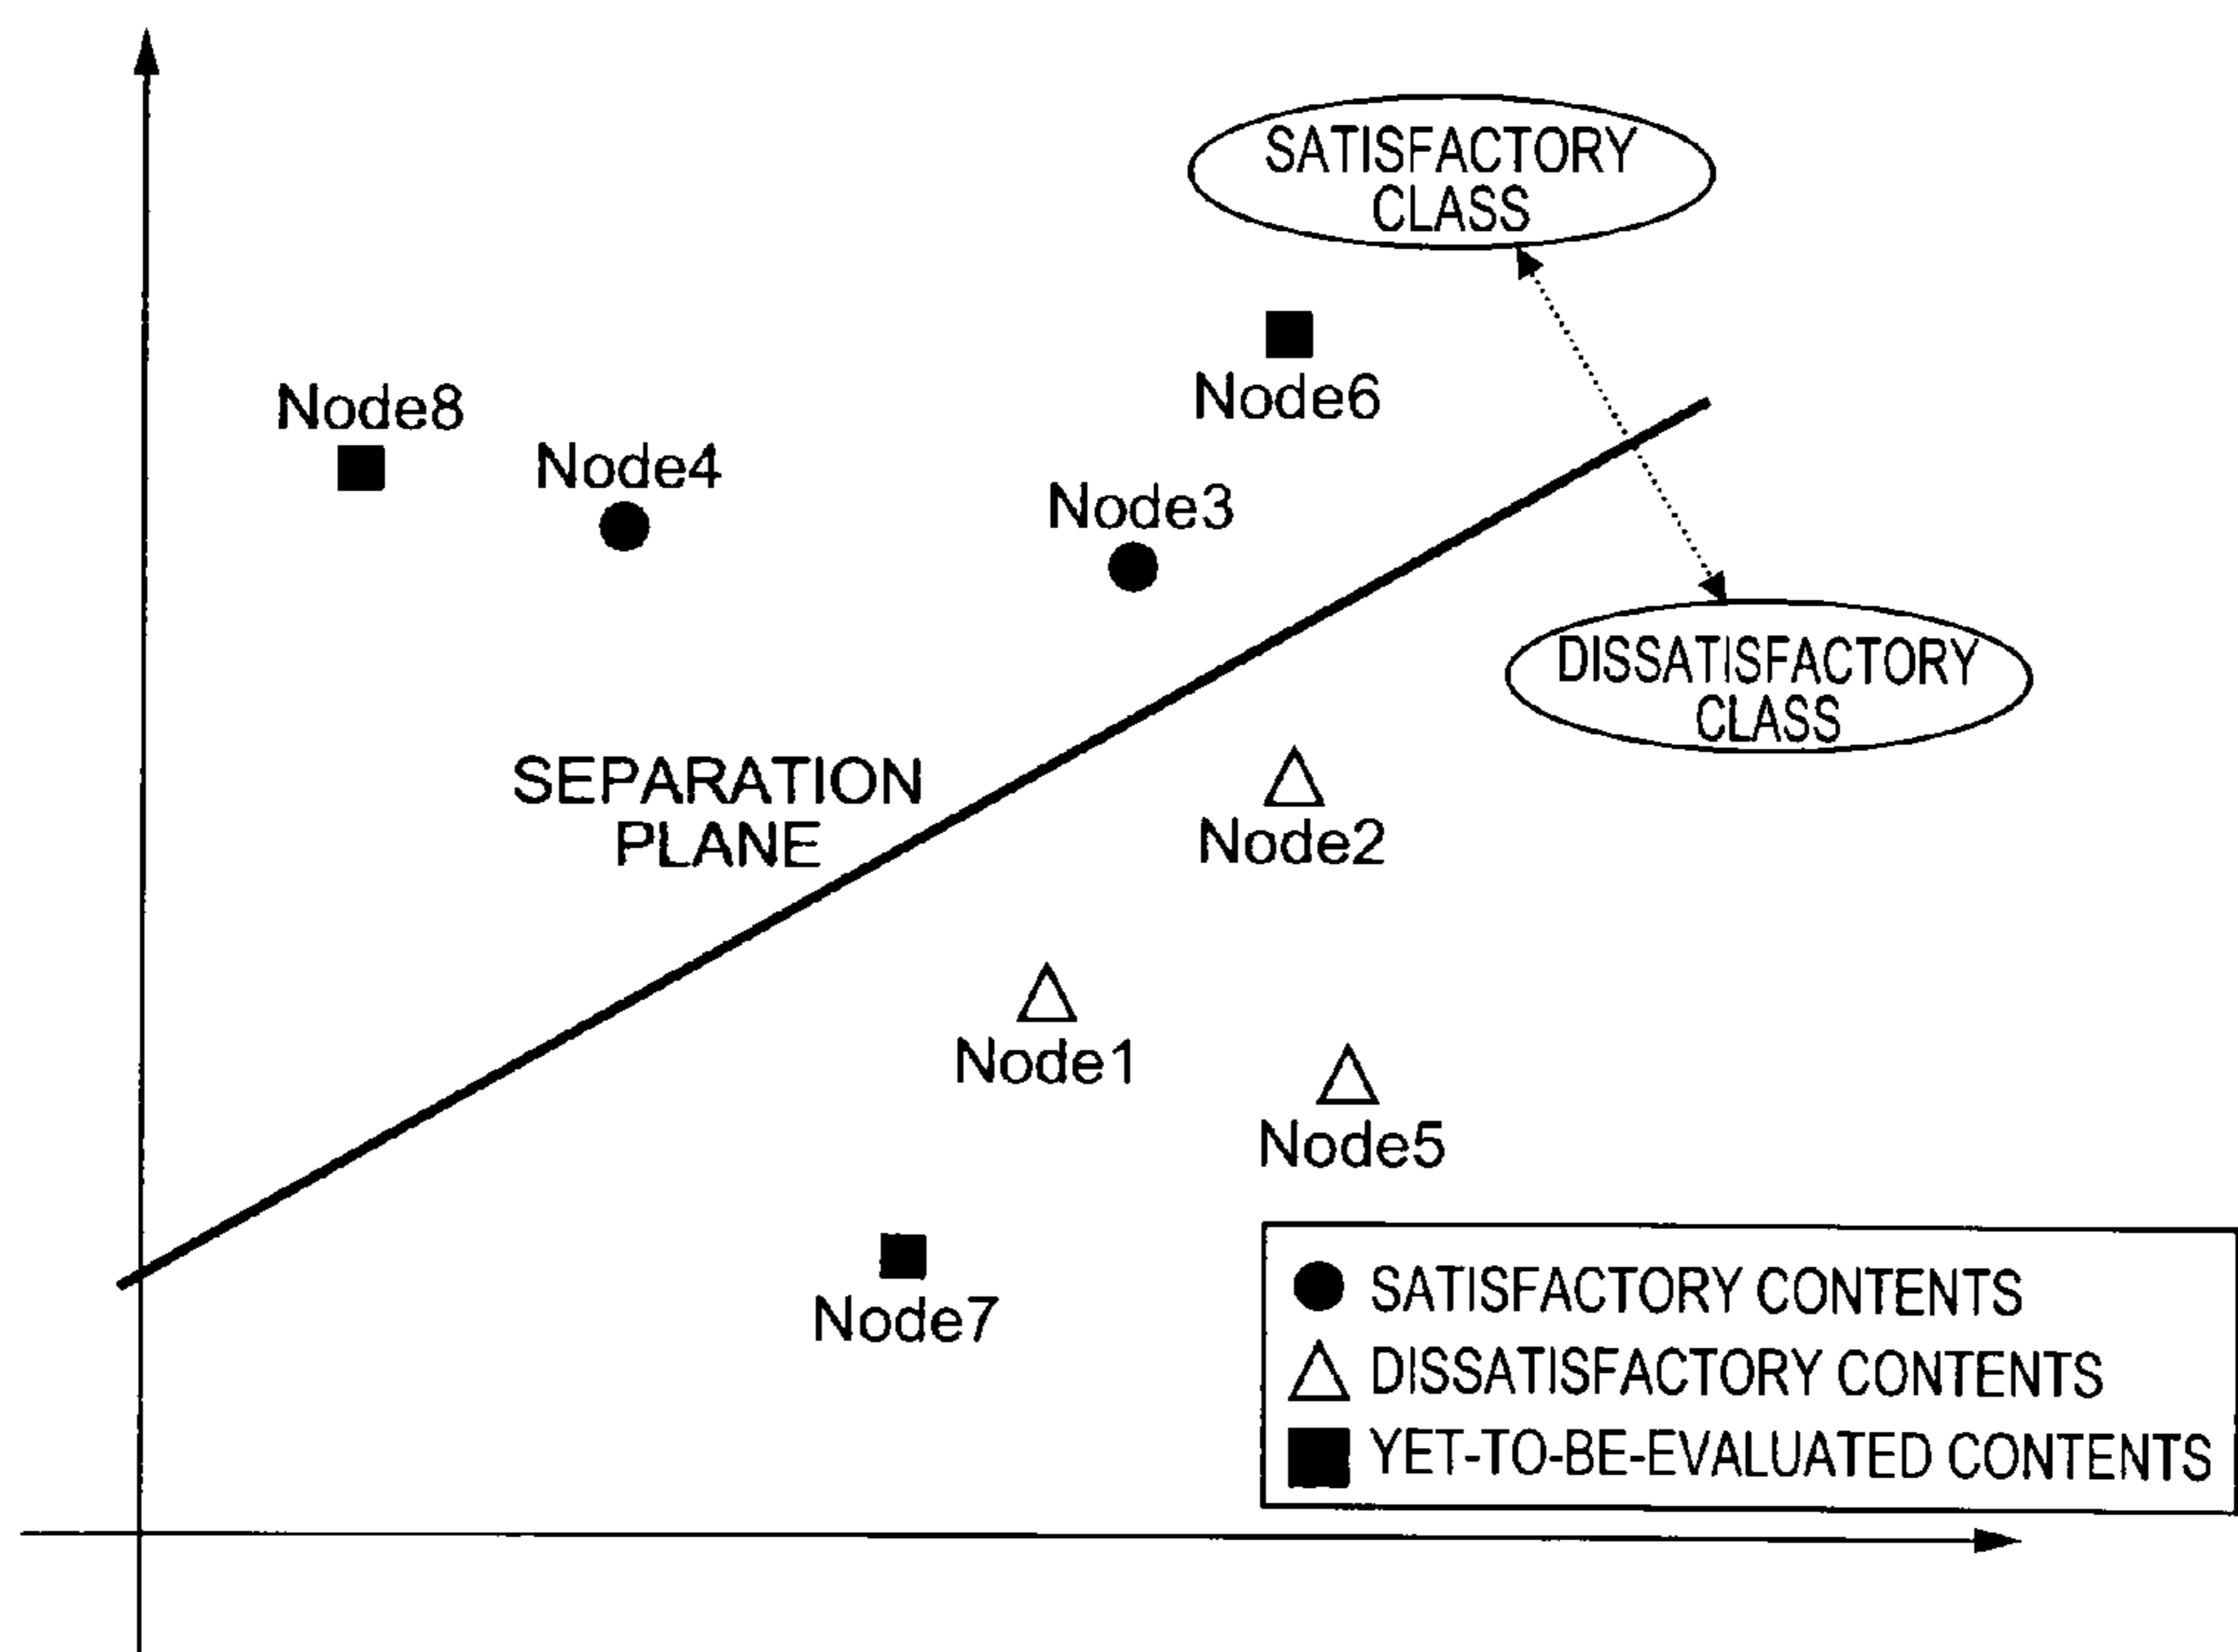 SATISFACTORY
CLASS
Node6
Node8
Node4
Node3
DISSATISFACTORY
CLASS
SEPARATION
PLANE
Node2
Node1
Node5
Node7
SATISFACTORY CONTENTS
DISSATISFACTORY CONTENTS
YET-TO-BE-EVALUATED CONTENTS